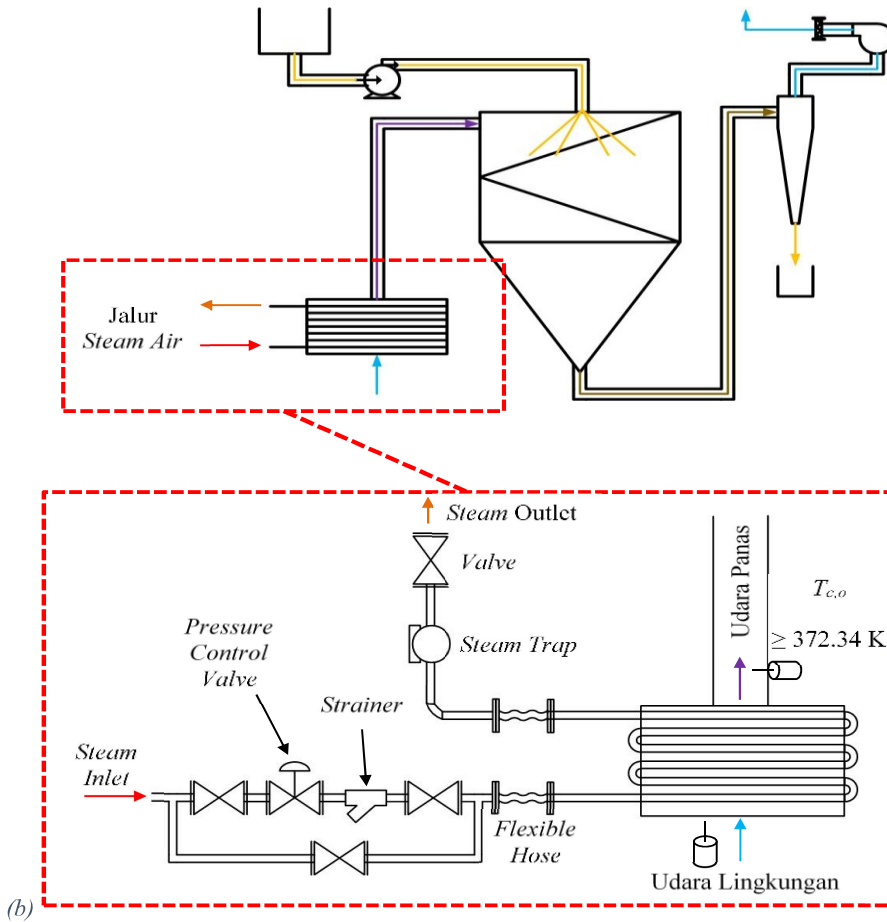 Jalur
Steam Air
Steam Outlet
Valve
Udara Panas
T_{c,o}
≥ 372.34 K
Pressure
Control
Valve
Steam Trap
Strainer
Steam
Inlet
Flexible
Hose
Udara Lingkungan
(b)